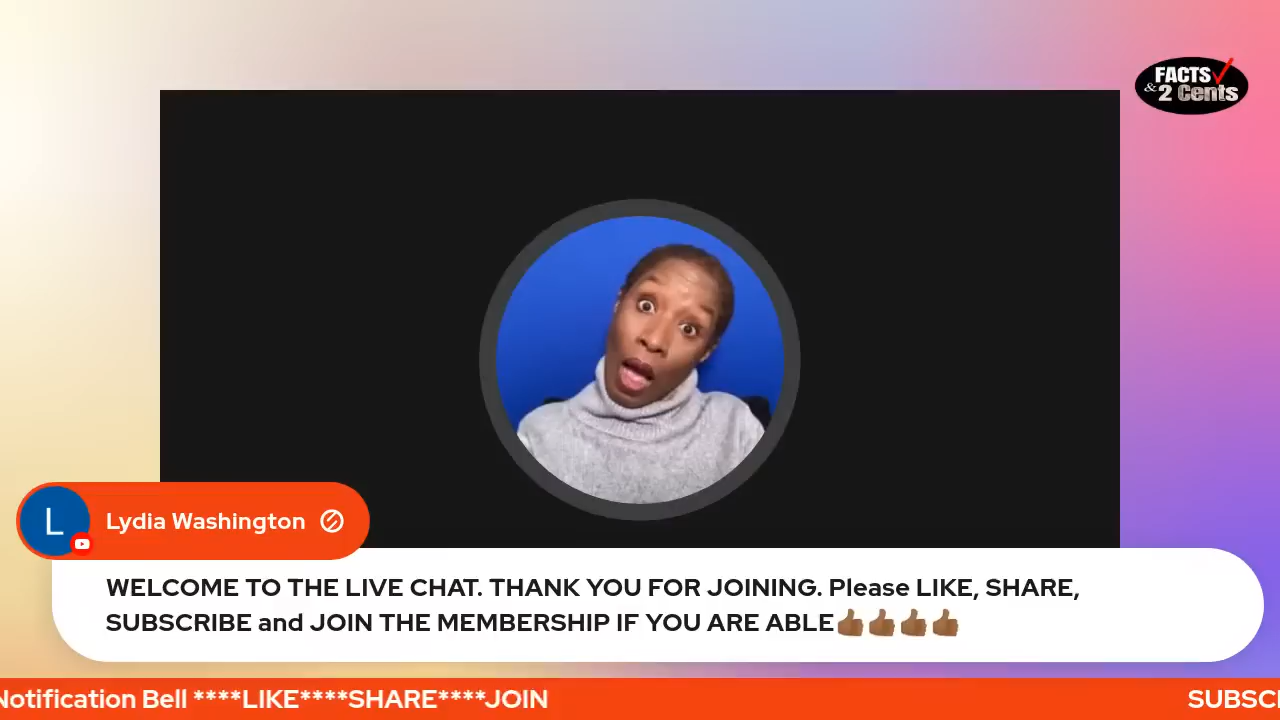 FACTS
& 2 Cents
L
Lydia Washington
WELCOME TO THE LIVE CHAT. THANK YOU FOR JOINING. Please LIKE, SHARE,
SUBSCRIBE and JOIN THE MEMBERSHIP IF YOU ARE ABLE👍🏾👍🏾👍🏾👍🏾
Notification Bell ****LIKE****SHARE****JOIN
SUBSC